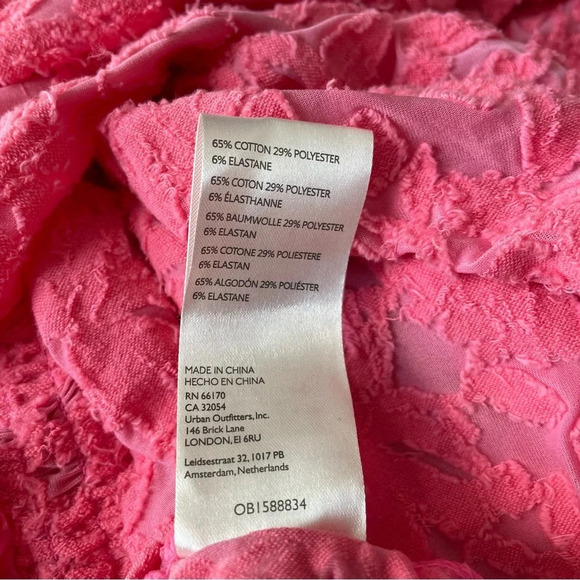 65% COTTON 29% POLYESTER
6% ELASTANE
65% COTON 29% POLYESTER
6% ÉLASTHANNE
65% BAUMWOLLE 29% POLYESTER
6% ELASTAN
65% COTONE 29% POLIESTERE
6% ELASTAN
65% ALGODÓN 29% POLIÉSTER
6% ELASTANE
MADE IN CHINA
HECHO EN CHINA
RN 66170
CA 32054
Urban Outfitters, Inc.
146 Brick Lane
LONDON, E1 6RU
Leidsestraat 32, 1017 PB
Amsterdam, Netherlands
OB1588834